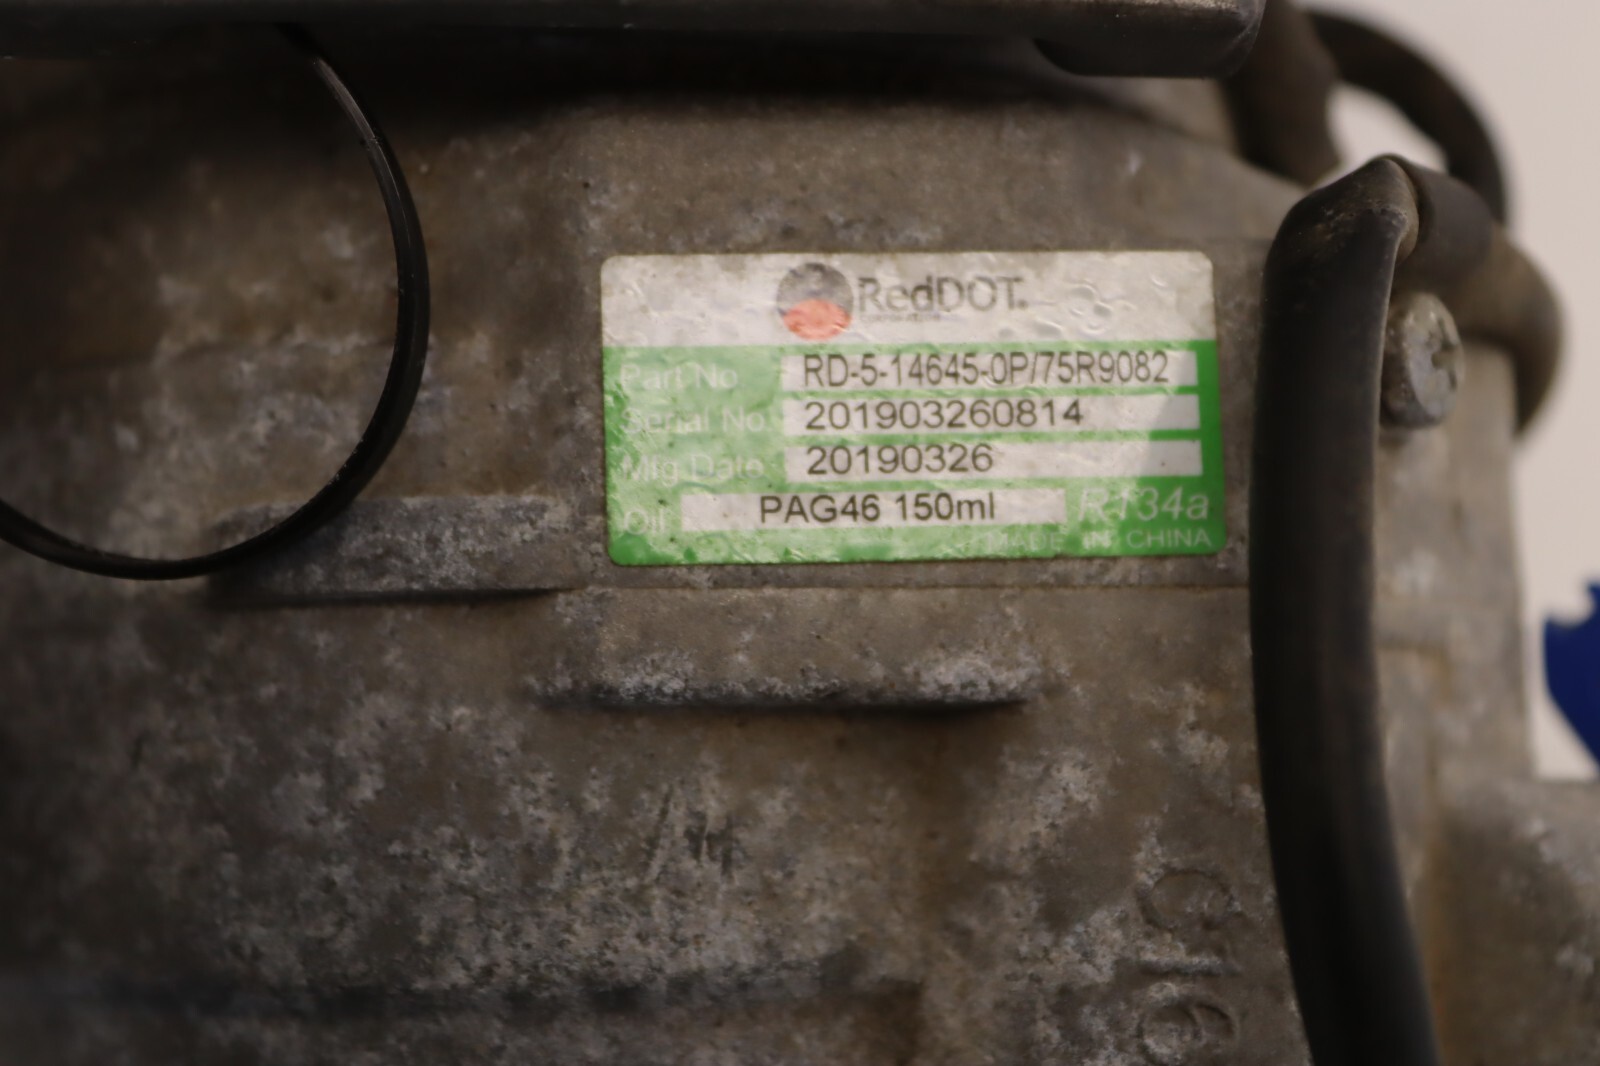 RedDOT
Part No RD-5-14645-0P/75R9082
Serial No. 201903260814
Mfg Date 20190326
Oil PAG46 150ml R134a
MADE IN CHINA